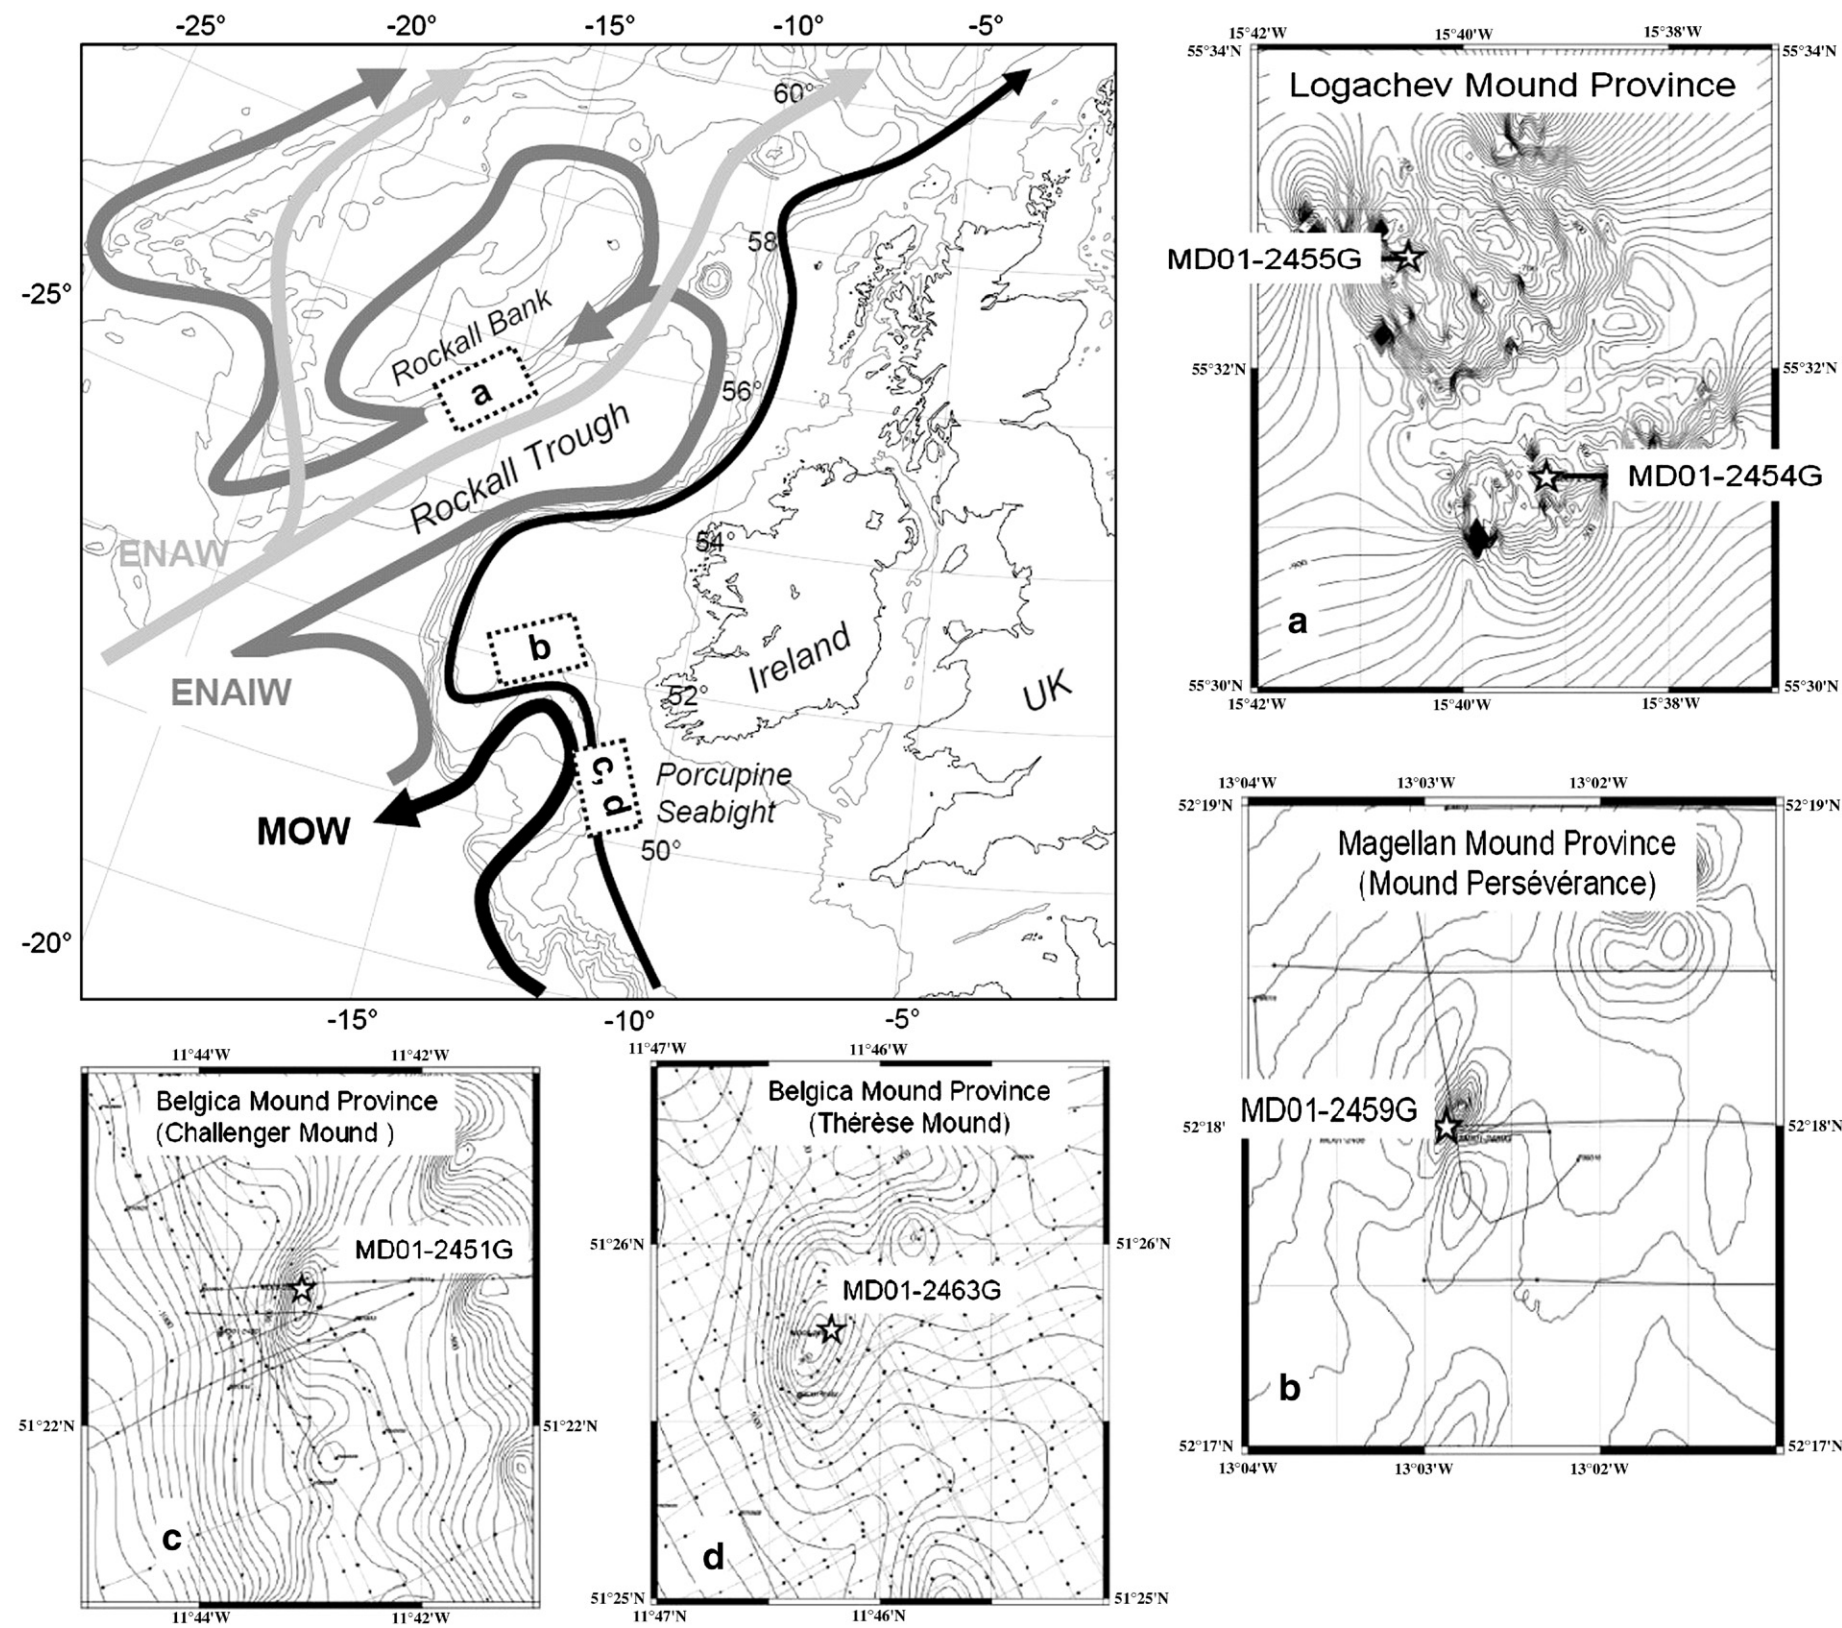 -25°
-20°
-15°
-10°
-5°
-25°
-20°
60°
58
56°
54°
52°
50°
Rockall Bank
a
Rockall Trough
ENAW
ENAIW
b
Ireland
UK
c, d
Porcupine
Seabight
MOW
-15°
-10°
-5°
15°42'W
15°40'W
15°38'W
55°34'N
55°34'N
Logachev Mound Province
MD01-2455G
55°32'N
55°32'N
MD01-2454G
-900
a
55°30'N
55°30'N
15°42'W
15°40'W
15°38'W
13°04'W
13°03'W
13°02'W
52°19'N
52°19'N
Magellan Mound Province
(Mound Persévérance)
MD01-2459G
52°18'
52°18'N
b
52°17'N
52°17'N
13°04'W
13°03'W
13°02'W
11°44'W
11°42'W
Belgica Mound Province
(Challenger Mound )
MD01-2451G
51°22'N
51°22'N
c
11°44'W
11°42'W
11°47'W
11°46'W
Belgica Mound Province
(Thérèse Mound)
51°26'N
51°26'N
MD01-2463G
d
51°25'N
51°25'N
11°47'N
11°46'N